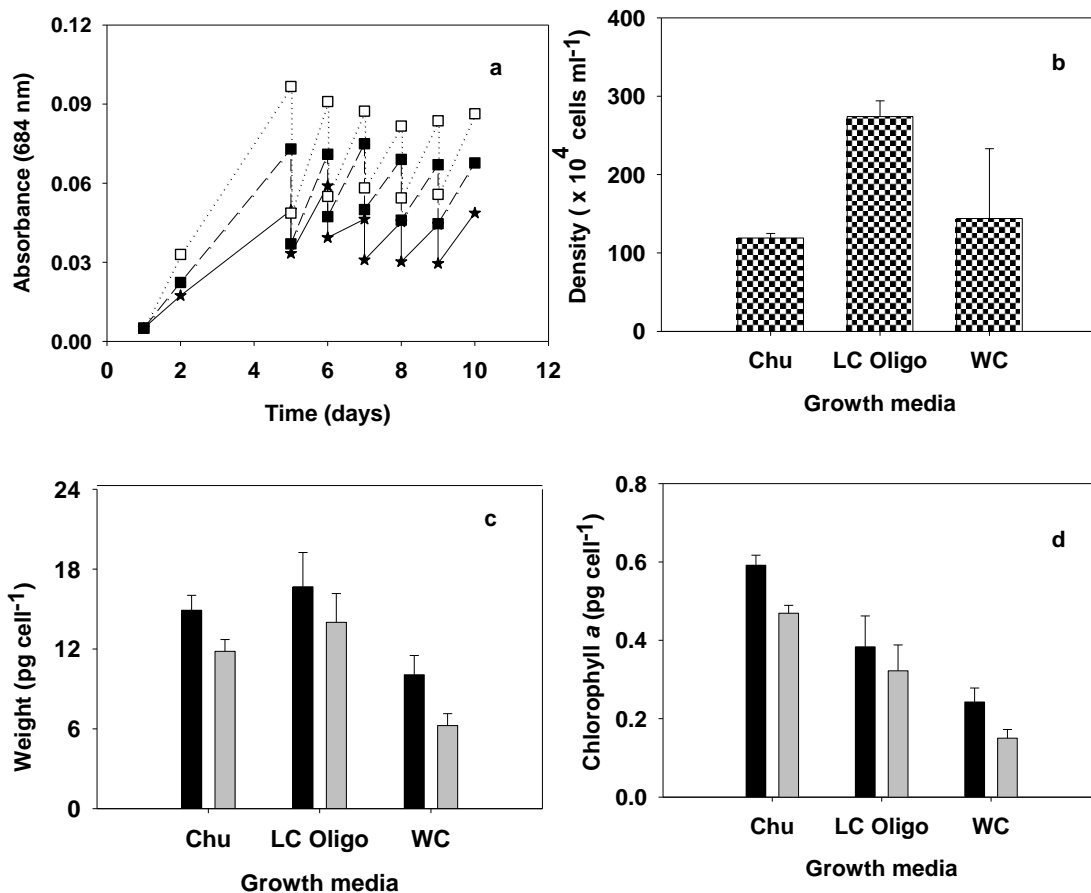 a
Absorbance (684 nm)
0.12
0.09
0.06
0.03
0.00
0 2 4 6 8 10 12
Time (days)
b
Density ( x 10⁴ cells ml⁻¹)
400
300
200
100
0
Chu LC Oligo WC
Growth media
c
Weight (pg cell⁻¹)
24
18
12
6
0
Chu LC Oligo WC
Growth media
d
Chlorophyll a (pg cell⁻¹)
0.8
0.6
0.4
0.2
0.0
Chu LC Oligo WC
Growth media